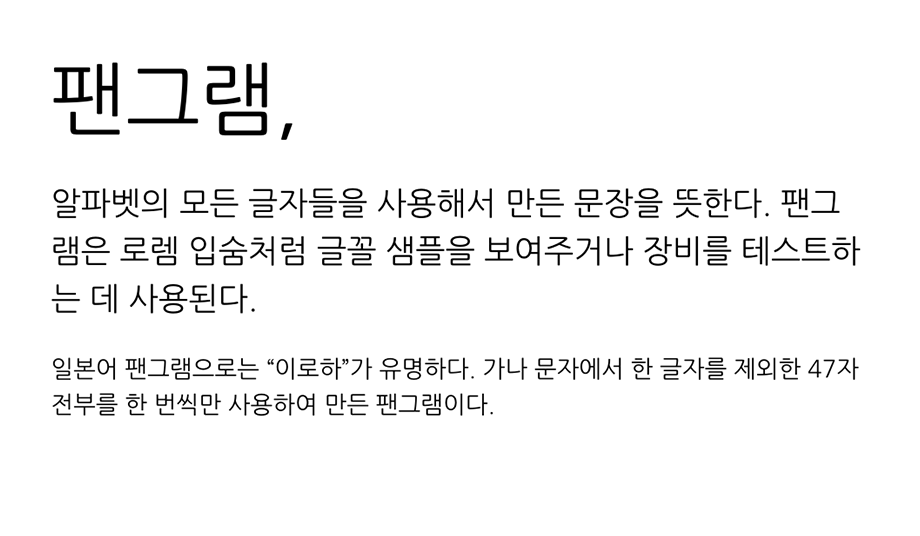 팬그램,
알파벳의 모든 글자들을 사용해서 만든 문장을 뜻한다. 팬그
램은 로렘 입숨처럼 글꼴 샘플을 보여주거나 장비를 테스트하
는 데 사용된다.
일본어 팬그램으로는 “이로하”가 유명하다. 가나 문자에서 한 글자를 제외한 47자
전부를 한 번씩만 사용하여 만든 팬그램이다.